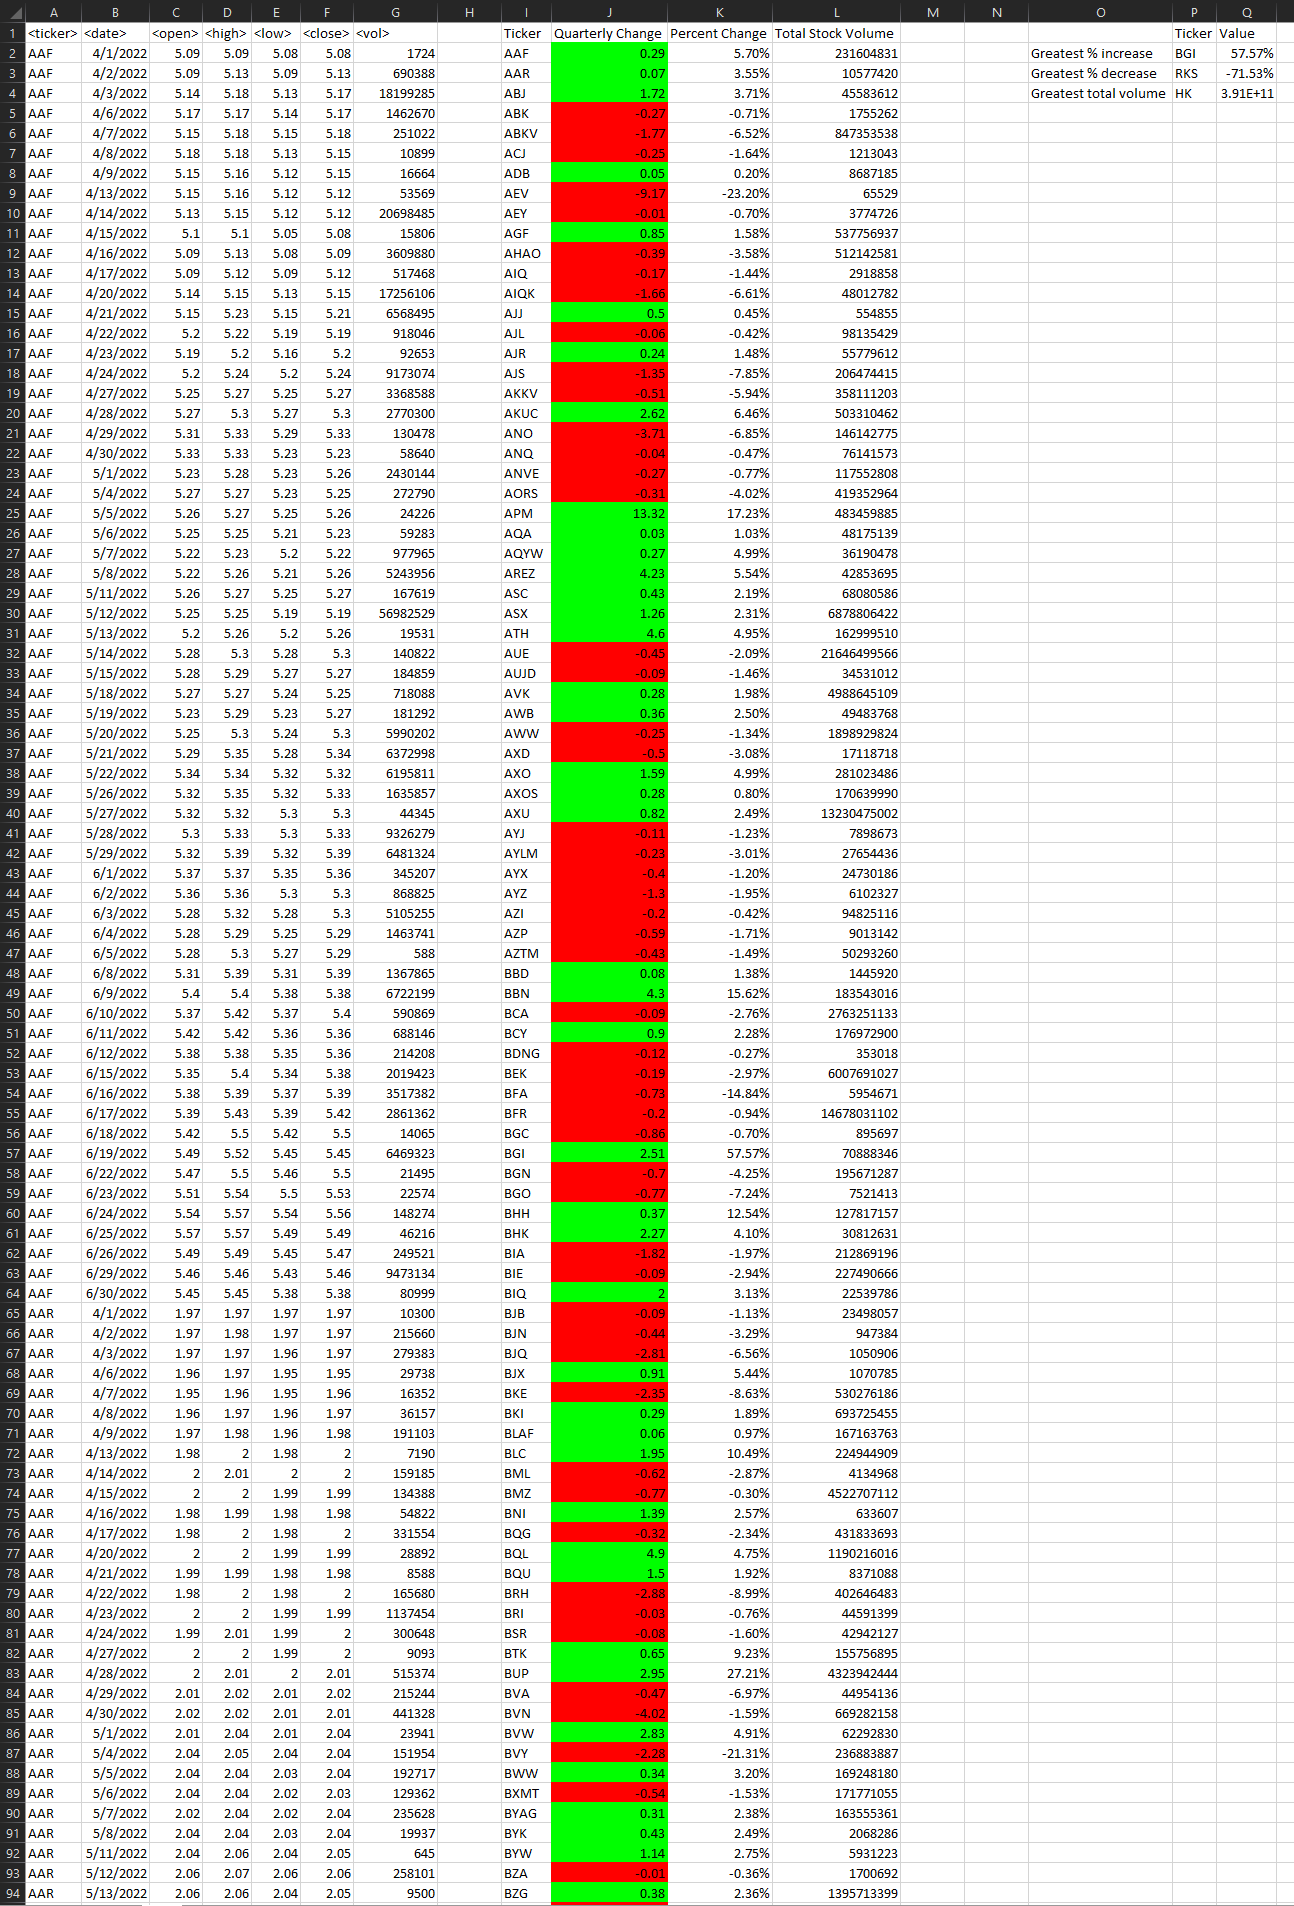 A B C D E F G H I J K L M N O P Q
1 <ticker> <date> <open> <high> <low> <close> <vol> Ticker Quarterly Change Percent Change Total Stock Volume Ticker Value
2 AAF 4/1/2022 5.09 5.09 5.08 5.08 1724 AAF 0.29 5.70% 231604831 Greatest % increase BGI 57.57%
3 AAF 4/2/2022 5.09 5.13 5.09 5.13 690388 AAR 0.07 3.55% 10577420 Greatest % decrease RKS -71.53%
4 AAF 4/3/2022 5.14 5.18 5.13 5.17 18199285 ABJ 1.72 3.71% 45583612 Greatest total volume HK 3.91E+11
5 AAF 4/6/2022 5.17 5.17 5.14 5.17 1462670 ABK -0.27 -0.71% 1755262
6 AAF 4/7/2022 5.15 5.18 5.15 5.18 251022 ABKV -1.77 -6.52% 847353538
7 AAF 4/8/2022 5.18 5.18 5.13 5.15 10899 ACJ -0.25 -1.64% 1213043
8 AAF 4/9/2022 5.15 5.16 5.12 5.15 16664 ADB 0.05 0.20% 8687185
9 AAF 4/13/2022 5.15 5.16 5.12 5.12 53569 AEV -9.17 -23.20% 65529
10 AAF 4/14/2022 5.13 5.15 5.12 5.12 20698485 AEY -0.01 -0.70% 3774726
11 AAF 4/15/2022 5.1 5.1 5.05 5.08 15806 AGF 0.85 1.58% 537756937
12 AAF 4/16/2022 5.09 5.13 5.08 5.09 3609880 AHAO -0.39 -3.58% 512142581
13 AAF 4/17/2022 5.09 5.12 5.09 5.12 517468 AIQ -0.17 -1.44% 2918858
14 AAF 4/20/2022 5.14 5.15 5.13 5.15 17256106 AIQK -1.66 -6.61% 48012782
15 AAF 4/21/2022 5.15 5.23 5.15 5.21 6568495 AJJ 0.5 0.45% 554855
16 AAF 4/22/2022 5.2 5.22 5.19 5.19 918046 AJL -0.06 -0.42% 98135429
17 AAF 4/23/2022 5.19 5.2 5.16 5.2 92653 AJR 0.24 1.48% 55779612
18 AAF 4/24/2022 5.2 5.24 5.2 5.24 9173074 AJS -1.35 -7.85% 206474415
19 AAF 4/27/2022 5.25 5.27 5.25 5.27 3368588 AKKV -0.51 -5.94% 358111203
20 AAF 4/28/2022 5.27 5.3 5.27 5.3 2770300 AKUC 2.62 6.46% 503310462
21 AAF 4/29/2022 5.31 5.33 5.29 5.33 130478 ANO -3.71 -6.85% 146142775
22 AAF 4/30/2022 5.33 5.33 5.23 5.23 58640 ANQ -0.04 -0.47% 76141573
23 AAF 5/1/2022 5.23 5.28 5.23 5.26 2430144 ANVE -0.27 -0.77% 117552808
24 AAF 5/4/2022 5.27 5.27 5.23 5.25 272790 AORS -0.31 -4.02% 419352964
25 AAF 5/5/2022 5.26 5.27 5.25 5.26 24226 APM 13.32 17.23% 483459885
26 AAF 5/6/2022 5.25 5.25 5.21 5.23 59283 AQA 0.03 1.03% 48175139
27 AAF 5/7/2022 5.22 5.23 5.2 5.22 977965 AQYW 0.27 4.99% 36190478
28 AAF 5/8/2022 5.22 5.26 5.21 5.26 5243956 AREZ 4.23 5.54% 42853695
29 AAF 5/11/2022 5.26 5.27 5.25 5.27 167619 ASC 0.43 2.19% 68080586
30 AAF 5/12/2022 5.25 5.25 5.19 5.19 56982529 ASX 1.26 2.31% 6878806422
31 AAF 5/13/2022 5.2 5.26 5.2 5.26 19531 ATH 4.6 4.95% 162999510
32 AAF 5/14/2022 5.28 5.3 5.28 5.3 140822 AUE -0.45 -2.09% 21646499566
33 AAF 5/15/2022 5.28 5.29 5.27 5.27 184859 AUJD -0.09 -1.46% 34531012
34 AAF 5/18/2022 5.27 5.27 5.24 5.25 718088 AVK 0.28 1.98% 4988645109
35 AAF 5/19/2022 5.23 5.29 5.23 5.27 181292 AWB 0.36 2.50% 49483768
36 AAF 5/20/2022 5.25 5.3 5.24 5.3 5990202 AWW -0.25 -1.34% 1898929824
37 AAF 5/21/2022 5.29 5.35 5.28 5.34 6372998 AXD -0.5 -3.08% 17118718
38 AAF 5/22/2022 5.34 5.34 5.32 5.32 6195811 AXO 1.59 4.99% 281023486
39 AAF 5/26/2022 5.32 5.35 5.32 5.33 1635857 AXOS 0.28 0.80% 170639990
40 AAF 5/27/2022 5.32 5.32 5.3 5.3 44345 AXU 0.82 2.49% 13230475002
41 AAF 5/28/2022 5.3 5.33 5.3 5.33 9326279 AYJ -0.11 -1.23% 7898673
42 AAF 5/29/2022 5.32 5.39 5.32 5.39 6481324 AYLM -0.23 -3.01% 27654436
43 AAF 6/1/2022 5.37 5.37 5.35 5.36 345207 AYX -0.4 -1.20% 24730186
44 AAF 6/2/2022 5.36 5.36 5.3 5.3 868825 AYZ -1.3 -1.95% 6102327
45 AAF 6/3/2022 5.28 5.32 5.28 5.3 5105255 AZI -0.2 -0.42% 94825116
46 AAF 6/4/2022 5.28 5.29 5.25 5.29 1463741 AZP -0.59 -1.71% 9013142
47 AAF 6/5/2022 5.28 5.3 5.27 5.29 588 AZTM -0.43 -1.49% 50293260
48 AAF 6/8/2022 5.31 5.39 5.31 5.39 1367865 BBD 0.08 1.38% 1445920
49 AAF 6/9/2022 5.4 5.4 5.38 5.38 6722199 BBN 4.3 15.62% 183543016
50 AAF 6/10/2022 5.37 5.42 5.37 5.4 590869 BCA -0.09 -2.76% 2763251133
51 AAF 6/11/2022 5.42 5.42 5.36 5.36 688146 BCY 0.9 2.28% 176972900
52 AAF 6/12/2022 5.38 5.38 5.35 5.36 214208 BDNG -0.12 -0.27% 353018
53 AAF 6/15/2022 5.35 5.4 5.34 5.38 2019423 BEK -0.19 -2.97% 6007691027
54 AAF 6/16/2022 5.38 5.39 5.37 5.39 3517382 BFA -0.73 -14.84% 5954671
55 AAF 6/17/2022 5.39 5.43 5.39 5.42 2861362 BFR -0.2 -0.94% 14678031102
56 AAF 6/18/2022 5.42 5.5 5.42 5.5 14065 BGC -0.86 -0.70% 895697
57 AAF 6/19/2022 5.49 5.52 5.45 5.45 6469323 BGI 2.51 57.57% 70888346
58 AAF 6/22/2022 5.47 5.5 5.46 5.5 21495 BGN -0.7 -4.25% 195671287
59 AAF 6/23/2022 5.51 5.54 5.5 5.53 22574 BGO -0.77 -7.24% 7521413
60 AAF 6/24/2022 5.54 5.57 5.54 5.56 148274 BHH 0.37 12.54% 127817157
61 AAF 6/25/2022 5.57 5.57 5.49 5.49 46216 BHK 2.27 4.10% 30812631
62 AAF 6/26/2022 5.49 5.49 5.45 5.47 249521 BIA -1.82 -1.97% 212869196
63 AAF 6/29/2022 5.46 5.46 5.43 5.46 9473134 BIE -0.09 -2.94% 227490666
64 AAF 6/30/2022 5.45 5.45 5.38 5.38 80999 BIQ 2 3.13% 22539786
65 AAR 4/1/2022 1.97 1.97 1.97 1.97 10300 BJB -0.09 -1.13% 23498057
66 AAR 4/2/2022 1.97 1.98 1.97 1.97 215660 BJN -0.44 -3.29% 947384
67 AAR 4/3/2022 1.97 1.97 1.96 1.97 279383 BJQ -2.81 -6.56% 1050906
68 AAR 4/6/2022 1.96 1.97 1.95 1.95 29738 BJX 0.91 5.44% 1070785
69 AAR 4/7/2022 1.95 1.96 1.95 1.96 16352 BKE -2.35 -8.63% 530276186
70 AAR 4/8/2022 1.96 1.97 1.96 1.97 36157 BKI 0.29 1.89% 693725455
71 AAR 4/9/2022 1.97 1.98 1.96 1.98 191103 BLAF 0.06 0.97% 167163763
72 AAR 4/13/2022 1.98 2 1.98 2 7190 BLC 1.95 10.49% 224944909
73 AAR 4/14/2022 2 2.01 2 2 159185 BML -0.62 -2.87% 4134968
74 AAR 4/15/2022 2 2 1.99 1.99 134388 BMZ -0.77 -0.30% 4522707112
75 AAR 4/16/2022 1.98 1.99 1.98 1.98 54822 BNI 1.39 2.57% 633607
76 AAR 4/17/2022 1.98 2 1.98 2 331554 BQG -0.32 -2.34% 431833693
77 AAR 4/20/2022 2 2 1.99 1.99 28892 BQL 4.9 4.75% 1190216016
78 AAR 4/21/2022 1.99 1.99 1.98 1.98 8588 BQU 1.5 1.92% 8371088
79 AAR 4/22/2022 1.98 2 1.98 2 165680 BRH -2.88 -8.99% 402646483
80 AAR 4/23/2022 2 2 1.99 1.99 1137454 BRI -0.03 -0.76% 44591399
81 AAR 4/24/2022 1.99 2.01 1.99 2 300648 BSR -0.08 -1.60% 42942127
82 AAR 4/27/2022 2 2 1.99 2 9093 BTK 0.65 9.23% 155756895
83 AAR 4/28/2022 2 2.01 2 2.01 515374 BUP 2.95 27.21% 4323942444
84 AAR 4/29/2022 2.01 2.02 2.01 2.02 215244 BVA -0.47 -6.97% 44954136
85 AAR 4/30/2022 2.02 2.02 2.01 2.01 441328 BVN -4.02 -1.59% 669282158
86 AAR 5/1/2022 2.01 2.04 2.01 2.04 23941 BVW 2.83 4.91% 62292830
87 AAR 5/4/2022 2.04 2.05 2.04 2.04 151954 BVY -2.28 -21.31% 236883887
88 AAR 5/5/2022 2.04 2.04 2.03 2.04 192717 BWW 0.34 3.20% 169248180
89 AAR 5/6/2022 2.04 2.04 2.02 2.03 129362 BXMT -0.54 -1.53% 171771055
90 AAR 5/7/2022 2.02 2.04 2.02 2.04 235628 BYAG 0.31 2.38% 163555361
91 AAR 5/8/2022 2.04 2.04 2.03 2.04 19937 BYK 0.43 2.49% 2068286
92 AAR 5/11/2022 2.04 2.06 2.04 2.05 645 BYW 1.14 2.75% 5931223
93 AAR 5/12/2022 2.06 2.07 2.06 2.06 258101 BZA -0.01 -0.36% 1700692
94 AAR 5/13/2022 2.06 2.06 2.04 2.05 9500 BZG 0.38 2.36% 1395713399